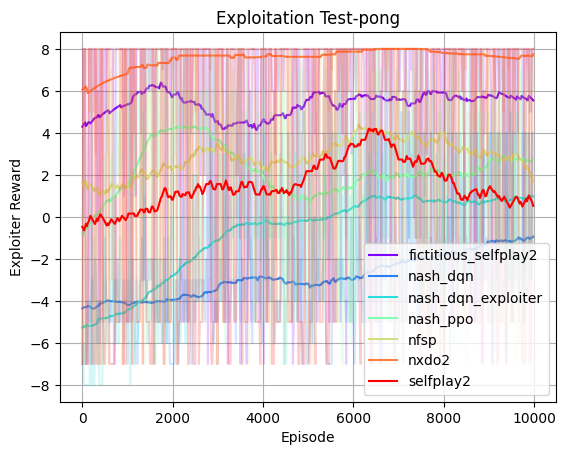 Exploitation Test-pong
Exploiter Reward
8
6
4
2
0
−2
−4
−6
−8
fictitious_selfplay2
nash_dqn
nash_dqn_exploiter
nash_ppo
nfsp
nxdo2
selfplay2
0
2000
4000
6000
8000
10000
Episode